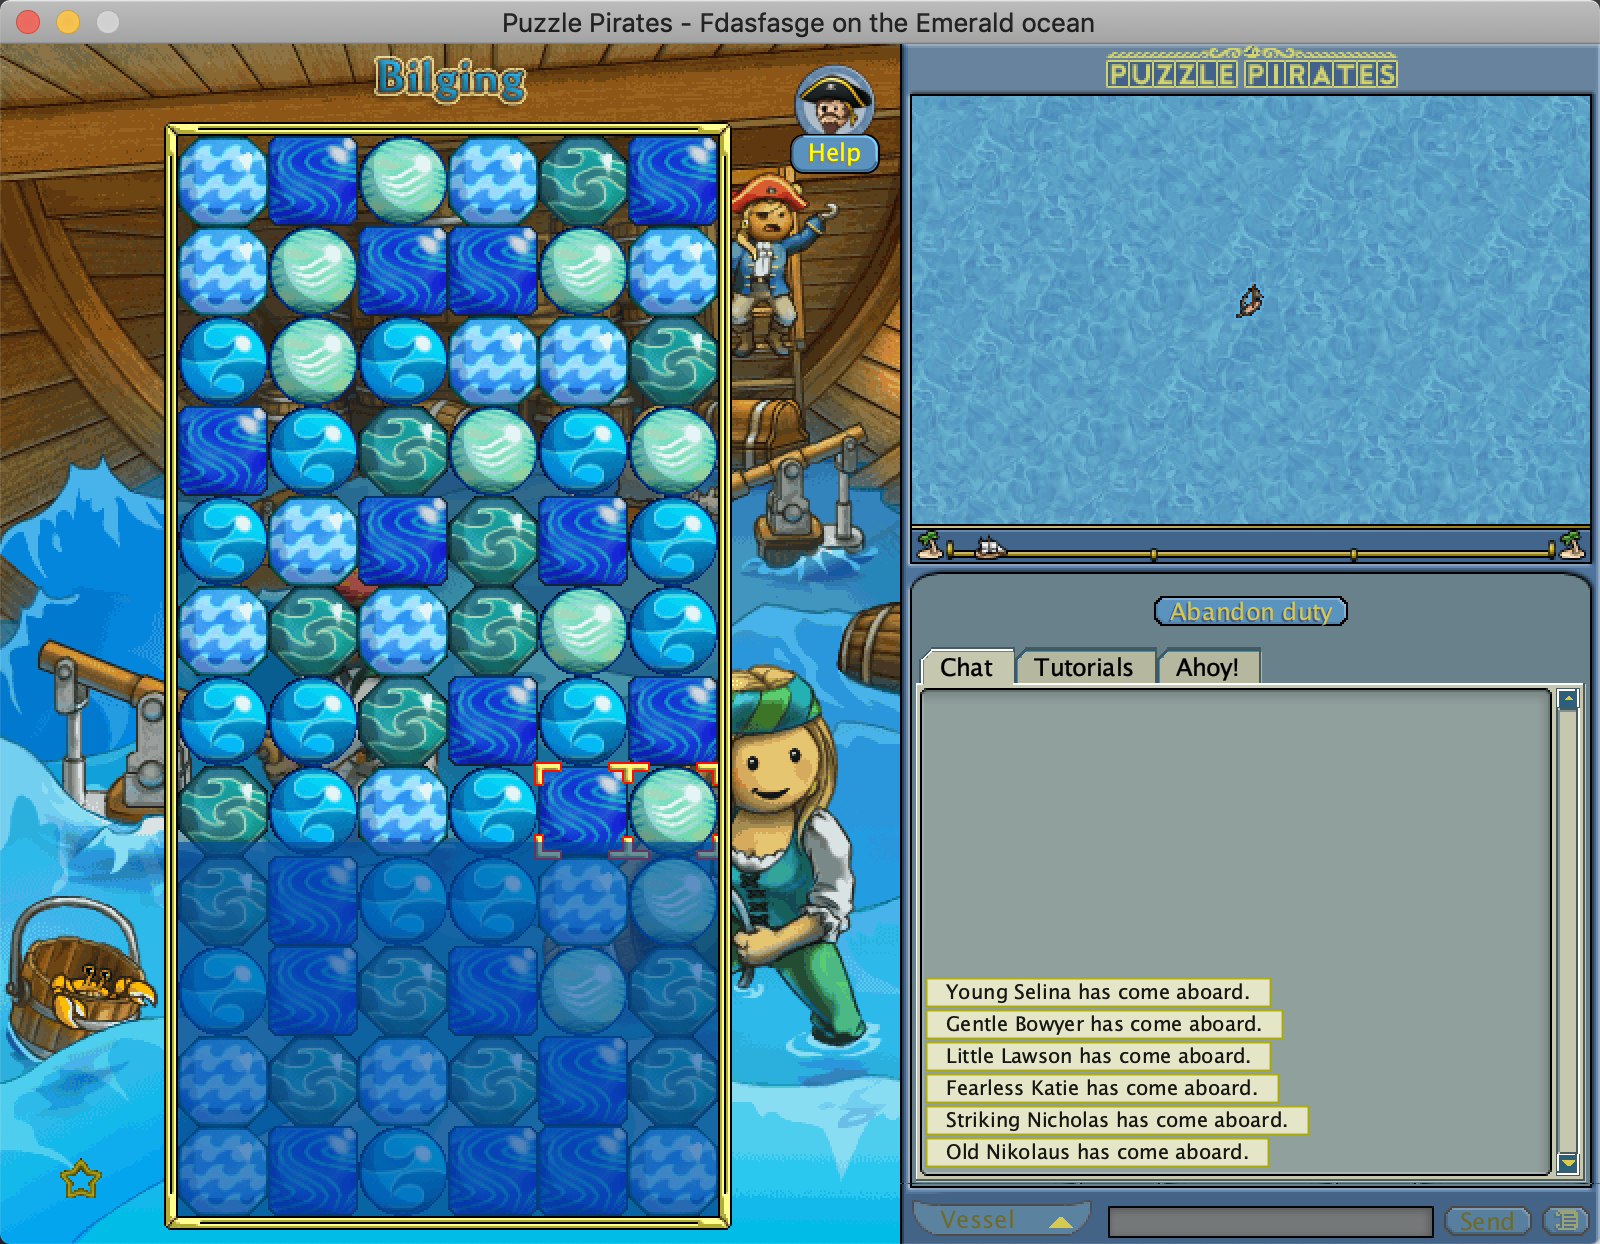 Puzzle Pirates - Fdasfasge on the Emerald ocean
Bilging
Help
PUZZLE PIRATES
Abandon duty
Chat
Tutorials
Ahoy!
Young Selina has come aboard.
Gentle Bowyer has come aboard.
Little Lawson has come aboard.
Fearless Katie has come aboard.
Striking Nicholas has come aboard.
Old Nikolaus has come aboard.
Vessel
Send